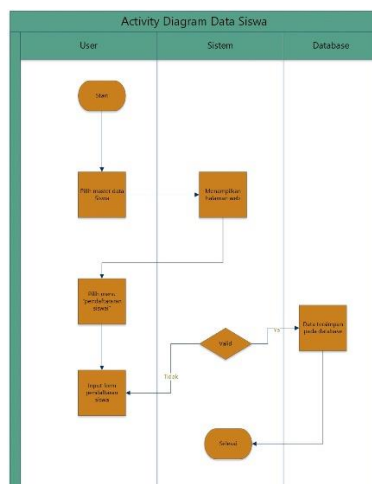 Activity Diagram Data Siswa
User
Sistem
Database
Start
Pilih
data
Siswa
Menampilkan
halaman web
Pilih menu
"pendaftaran
siswa"
Data tersimpan
pada database
Valid
Ya
Tidak
Input form
pendaftaran
siswa
Selesai